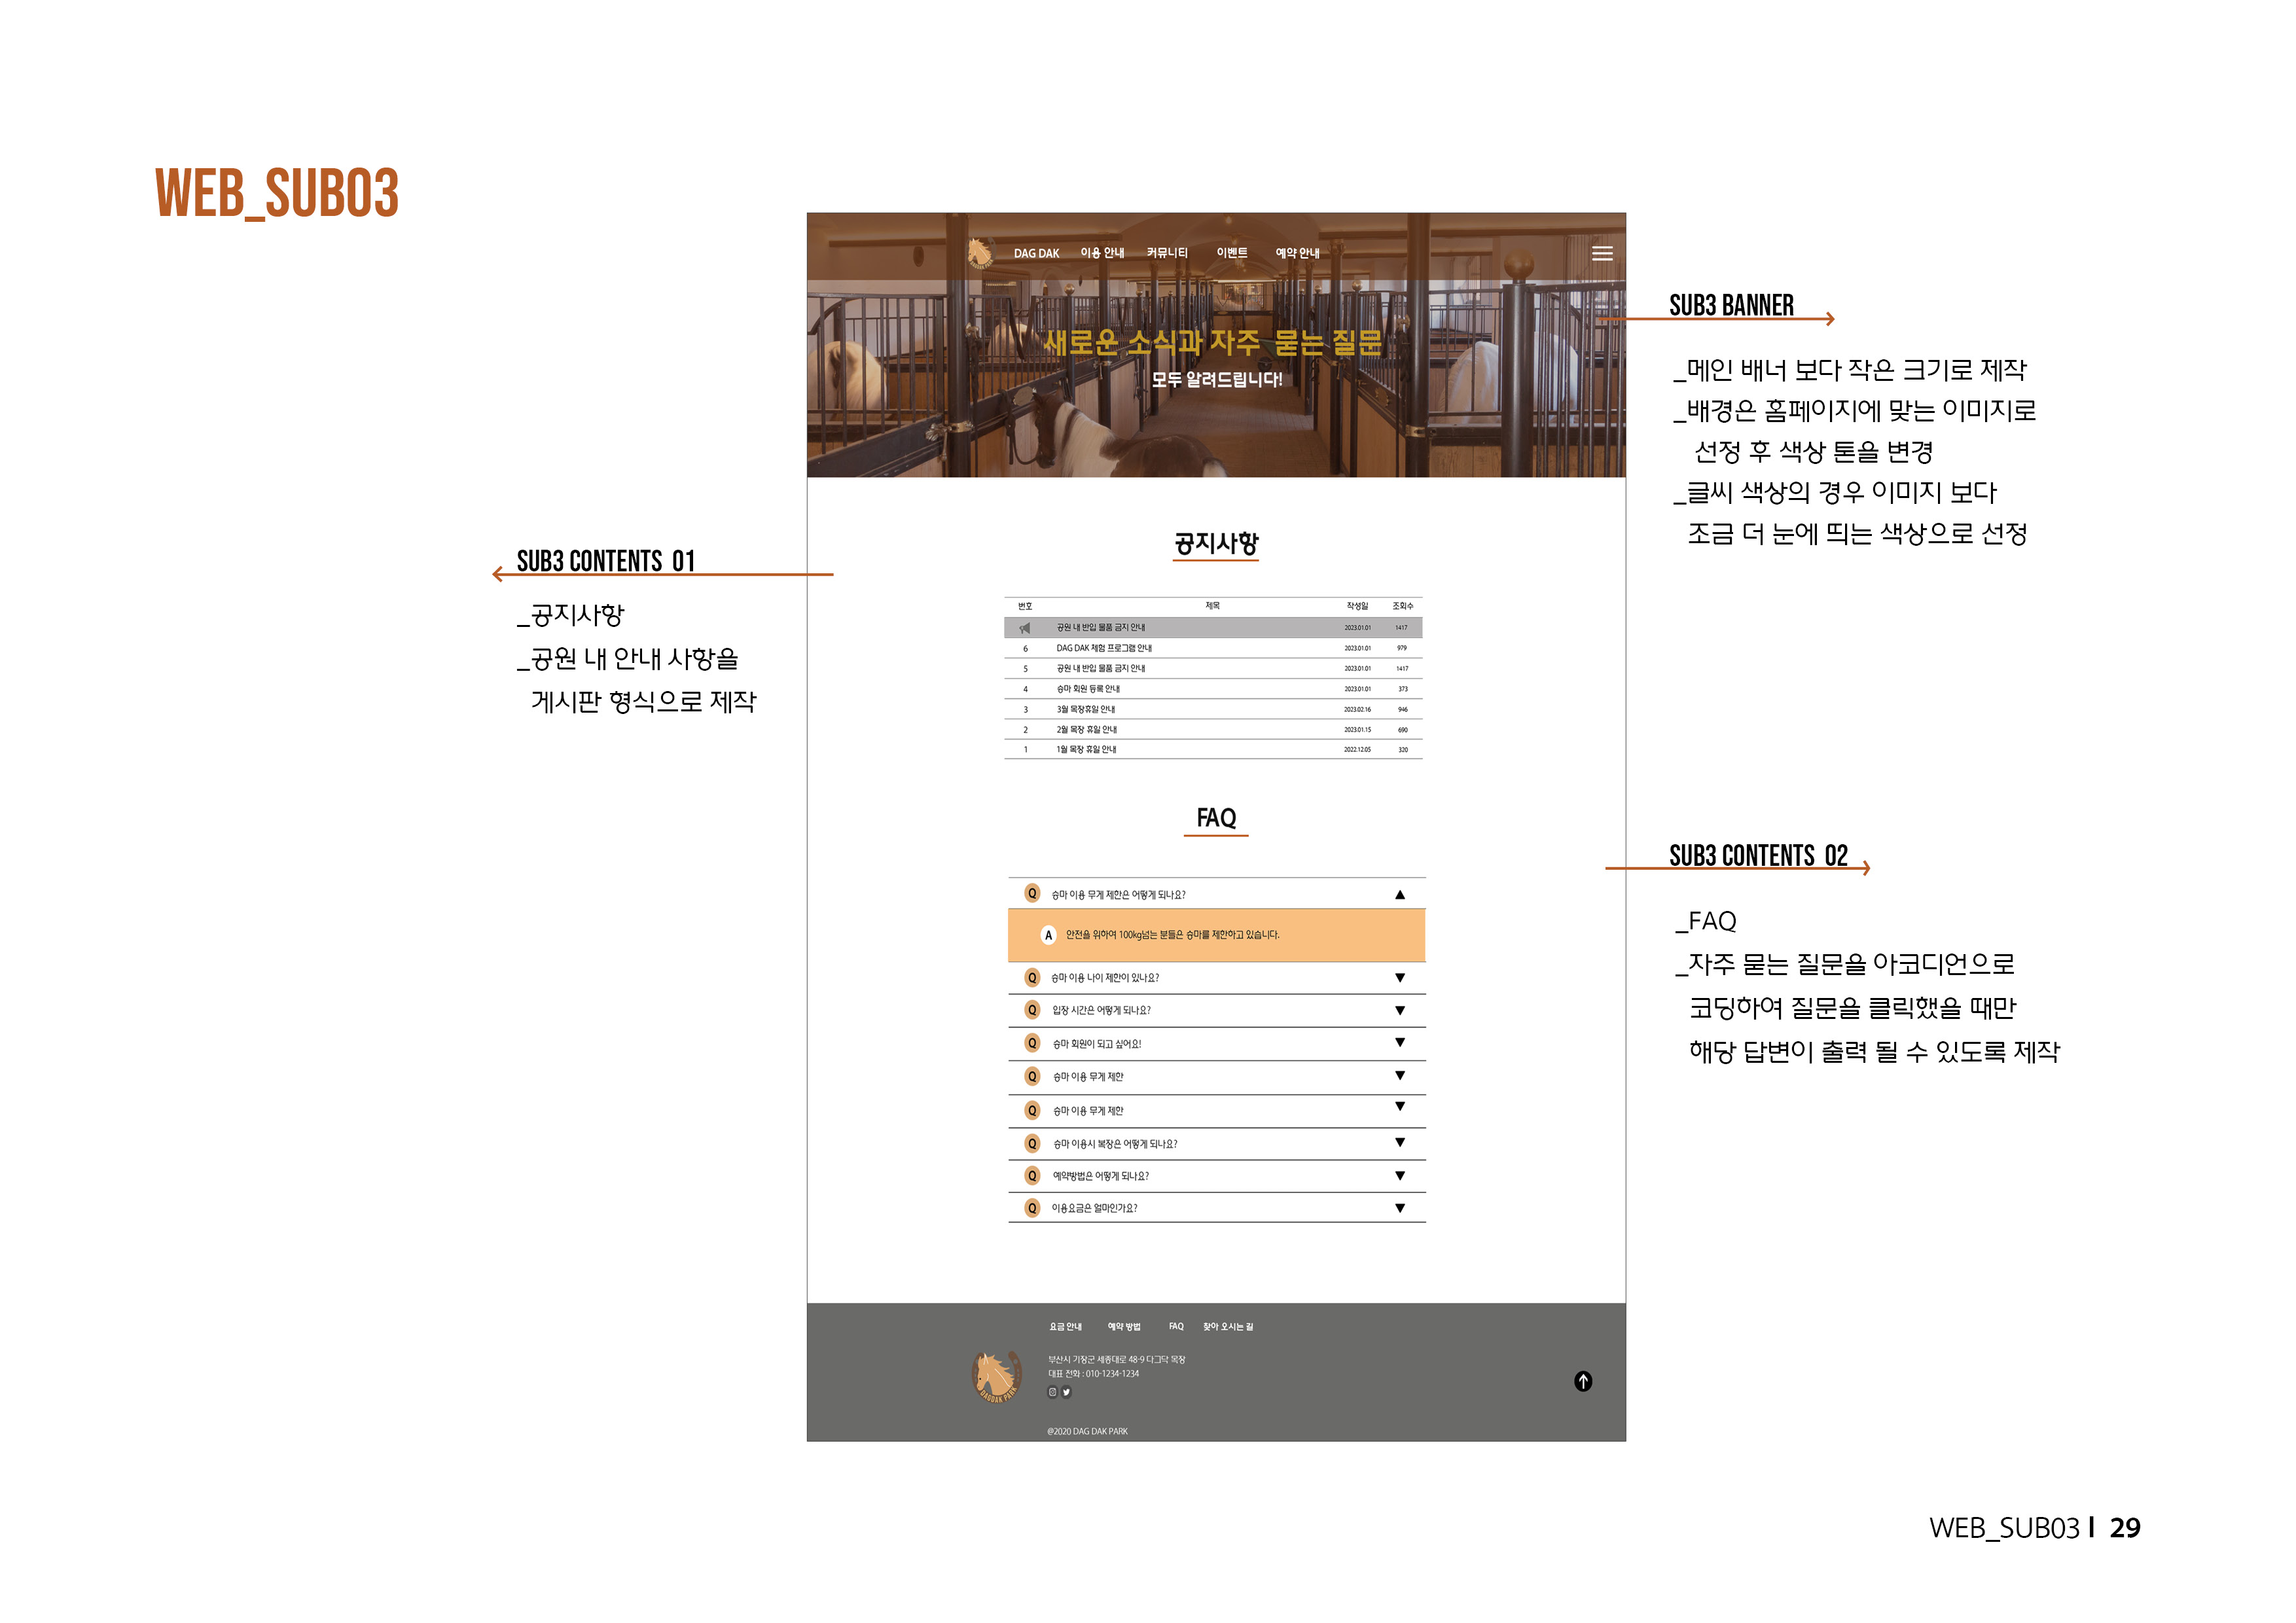 WEB_SUB03
DAG DAK 이용 안내 커뮤니티 이벤트 예약 안내
새로운 소식과 자주 묻는 질문
모두 알려드립니다!
SUB3 BANNER
_메인 배너 보다 작은 크기로 제작
_배경은 홈페이지에 맞는 이미지로
선정 후 색상 톤을 변경
_글씨 색상의 경우 이미지 보다
조금 더 눈에 띄는 색상으로 선정
SUB3 CONTENTS 01
_공지사항
_공원 내 안내 사항을
게시판 형식으로 제작
공지사항
번호 제목 작성일 조회수
공원 내 반입 물품 금지 안내 2023.01.01 1417
6 DAG DAK 체험 프로그램 안내 2023.01.01 979
5 공원 내 반입 물품 금지 안내 2023.01.01 1417
4 승마 회원 등록 안내 2023.01.01 373
3 3월 목장휴일 안내 2023.02.16 946
2 2월 목장 휴일 안내 2023.01.15 690
1 1월 목장 휴일 안내 2022.12.05 320
FAQ
Q 승마 이용 무게 제한은 어떻게 되나요? ▲
A 안전을 위하여 100kg넘는 분들은 승마를 제한하고 있습니다.
Q 승마 이용 나이 제한이 있나요? ▼
Q 입장 시간은 어떻게 되나요? ▼
Q 승마 회원이 되고 싶어요! ▼
Q 승마 이용 무게 제한 ▼
Q 승마 이용 무게 제한 ▼
Q 승마 이용시 복장은 어떻게 되나요? ▼
Q 예약방법은 어떻게 되나요? ▼
Q 이용요금은 얼마인가요? ▼
SUB3 CONTENTS 02
_FAQ
_자주 묻는 질문을 아코디언으로
코딩하여 질문을 클릭했을 때만
해당 답변이 출력 될 수 있도록 제작
요금 안내 예약 방법 FAQ 찾아 오시는 길
부산시 기장군 세종대로 48-9 다그닥 목장
대표 전화 : 010-1234-1234
DAGDAK PARK
@2020 DAG DAK PARK
WEB_SUB03 | 29